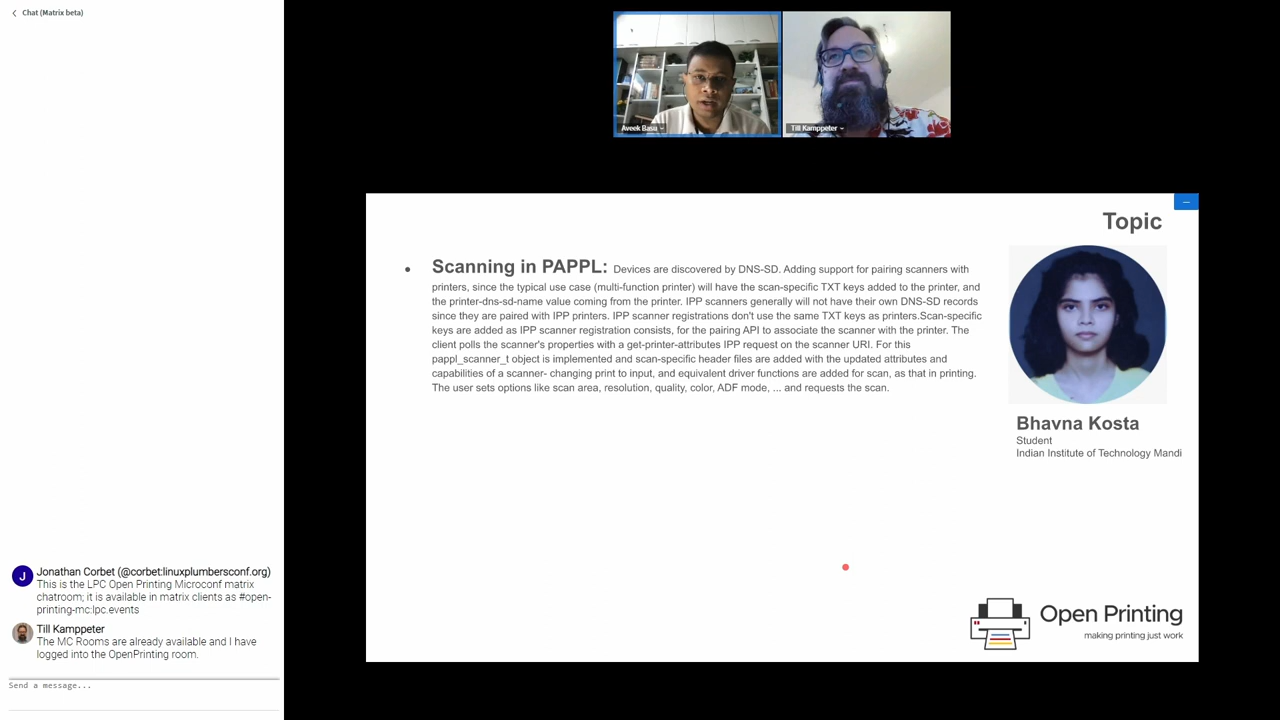 Chat (Matrix beta)
Aveek Basu
Till Kamppeter
Topic
Scanning in PAPPL: Devices are discovered by DNS-SD. Adding support for pairing scanners with
printers, since the typical use case (multi-function printer) will have the scan-specific TXT keys added to the printer, and
the printer-dns-sd-name value coming from the printer. IPP scanners generally will not have their own DNS-SD records
since they are paired with IPP printers. IPP scanner registrations don't use the same TXT keys as printers.Scan-specific
keys are added as IPP scanner registration consists, for the pairing API to associate the scanner with the printer. The
client polls the scanner's properties with a get-printer-attributes IPP request on the scanner URI. For this
pappl_scanner_t object is implemented and scan-specific header files are added with the updated attributes and
capabilities of a scanner- changing print to input, and equivalent driver functions are added for scan, as that in printing.
The user sets options like scan area, resolution, quality, color, ADF mode, ... and requests the scan.
Bhavna Kosta
Student
Indian Institute of Technology Mandi
J
Jonathan Corbet (@corbet:linuxplumbersconf.org)
This is the LPC Open Printing Microconf matrix
chatroom; it is available in matrix clients as #open-
printing-mc:lpc.events
Till Kamppeter
The MC Rooms are already available and I have
logged into the OpenPrinting room.
Send a message...
Open Printing
making printing just work